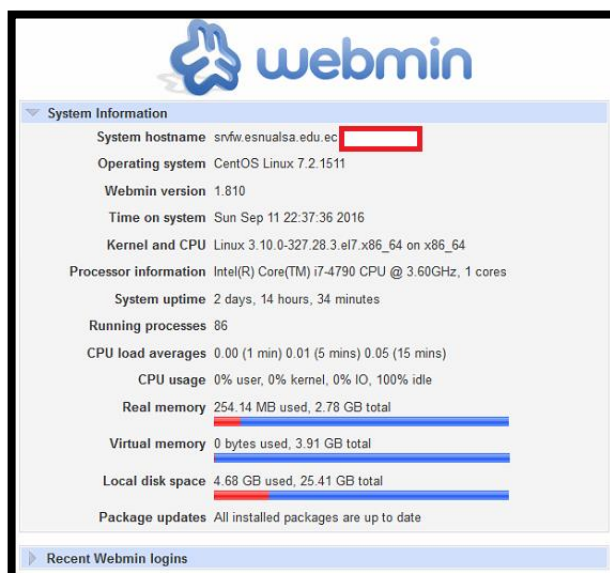 webmin
System Information
System hostname srvfw.esnualsa.edu.ec
Operating system CentOS Linux 7.2.1511
Webmin version 1.810
Time on system Sun Sep 11 22:37:36 2016
Kernel and CPU Linux 3.10.0-327.28.3.el7.x86_64 on x86_64
Processor information Intel(R) Core(TM) i7-4790 CPU @ 3.60GHz, 1 cores
System uptime 2 days, 14 hours, 34 minutes
Running processes 86
CPU load averages 0.00 (1 min) 0.01 (5 mins) 0.05 (15 mins)
CPU usage 0% user, 0% kernel, 0% IO, 100% idle
Real memory 254.14 MB used, 2.78 GB total
Virtual memory 0 bytes used, 3.91 GB total
Local disk space 4.68 GB used, 25.41 GB total
Package updates All installed packages are up to date
Recent Webmin logins